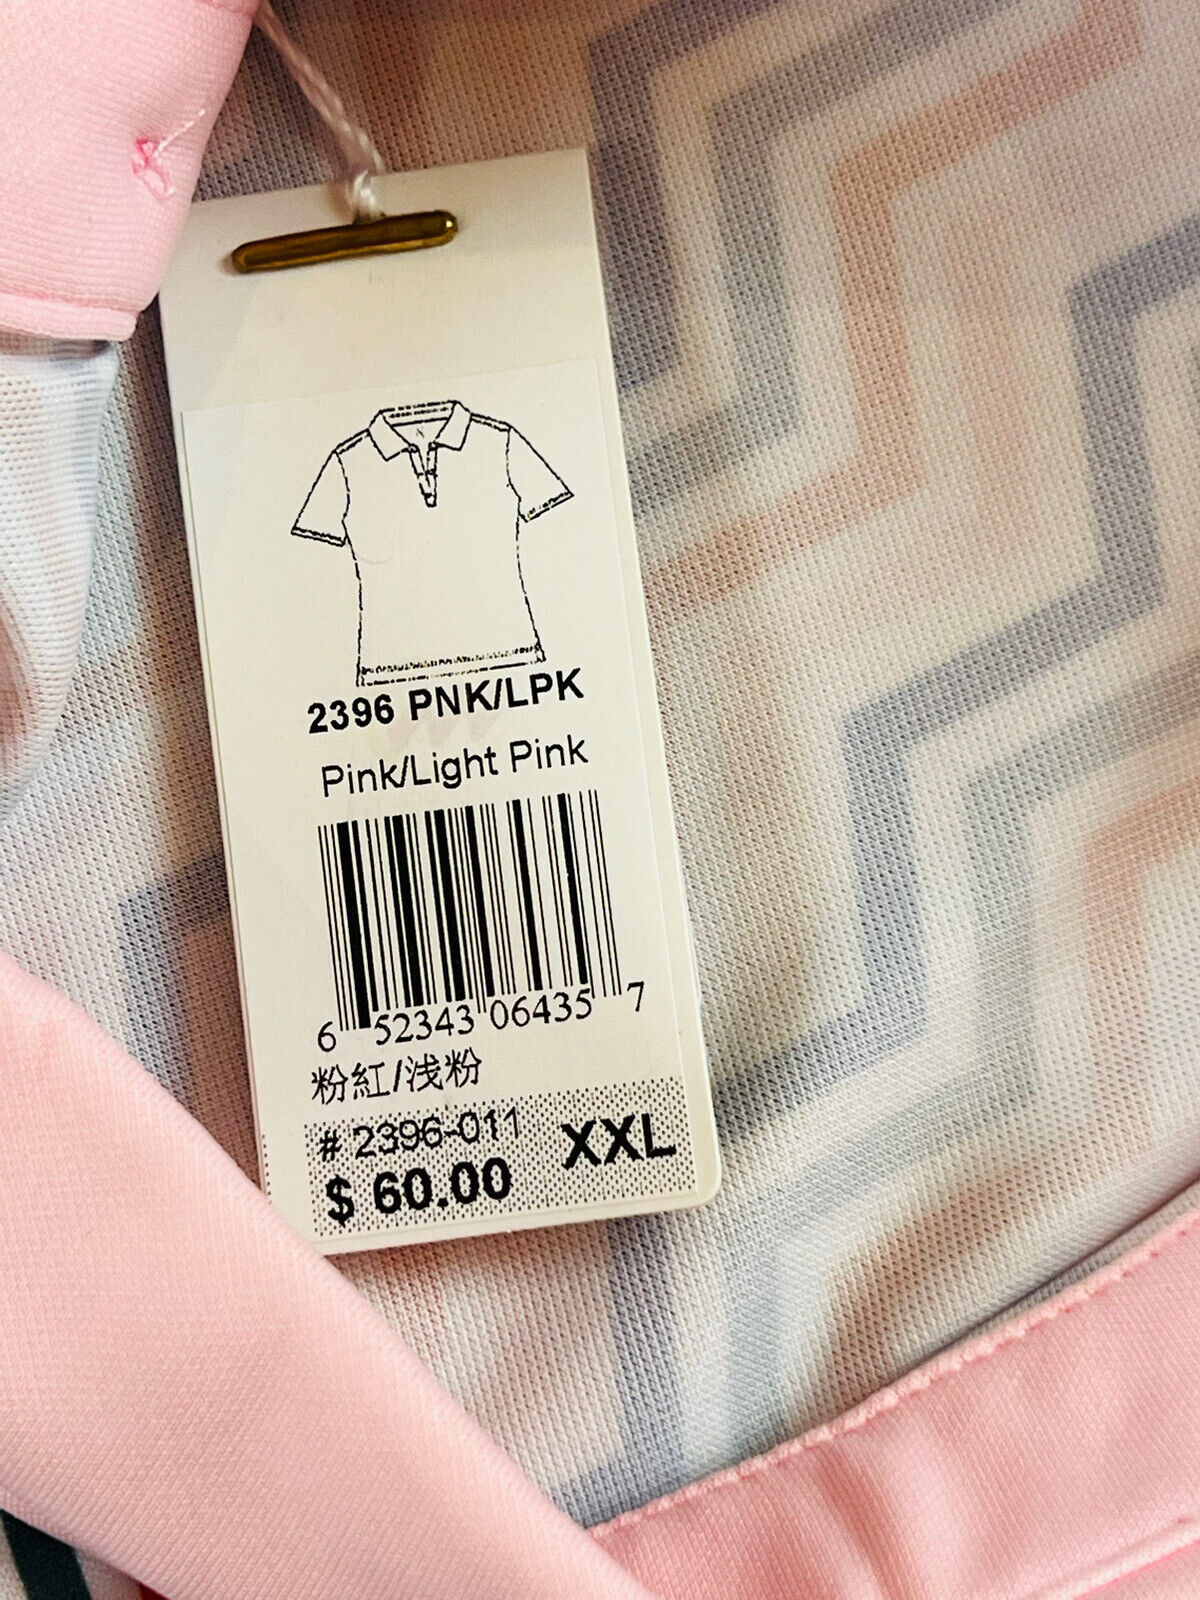 2396 PNK/LPK
Pink/Light Pink
6 52343 06435 7
粉紅/浅粉
# 2396-011 XXL
$ 60.00